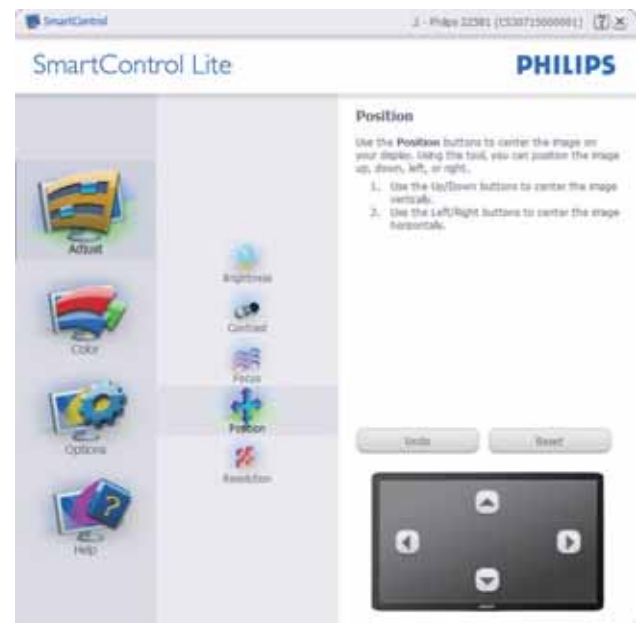 SmartControl
SmartControl Lite
PHILIPS
Position
Use the Position buttons to center the image on
your display. Using the tool, you can position the image
up, down, left, or right.
1. Use the Up/Down buttons to center the image
vertically.
2. Use the Left/Right buttons to center the image
horizontally.
Adjust
Color
Options
Help
Brightness
Contrast
Focus
Position
Resolution
Undo
Reset